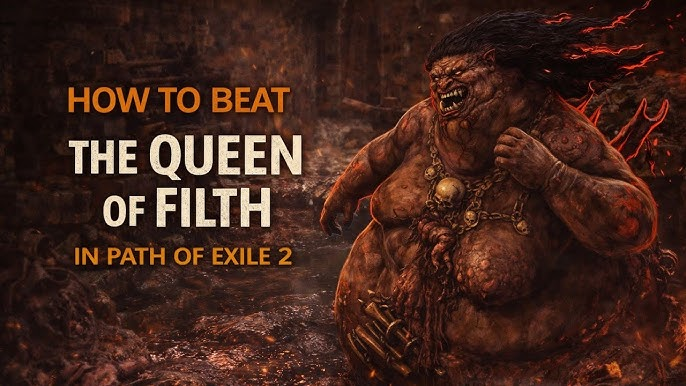 HOW TO BEAT
THE QUEEN
OF FILTH
IN PATH OF EXILE 2